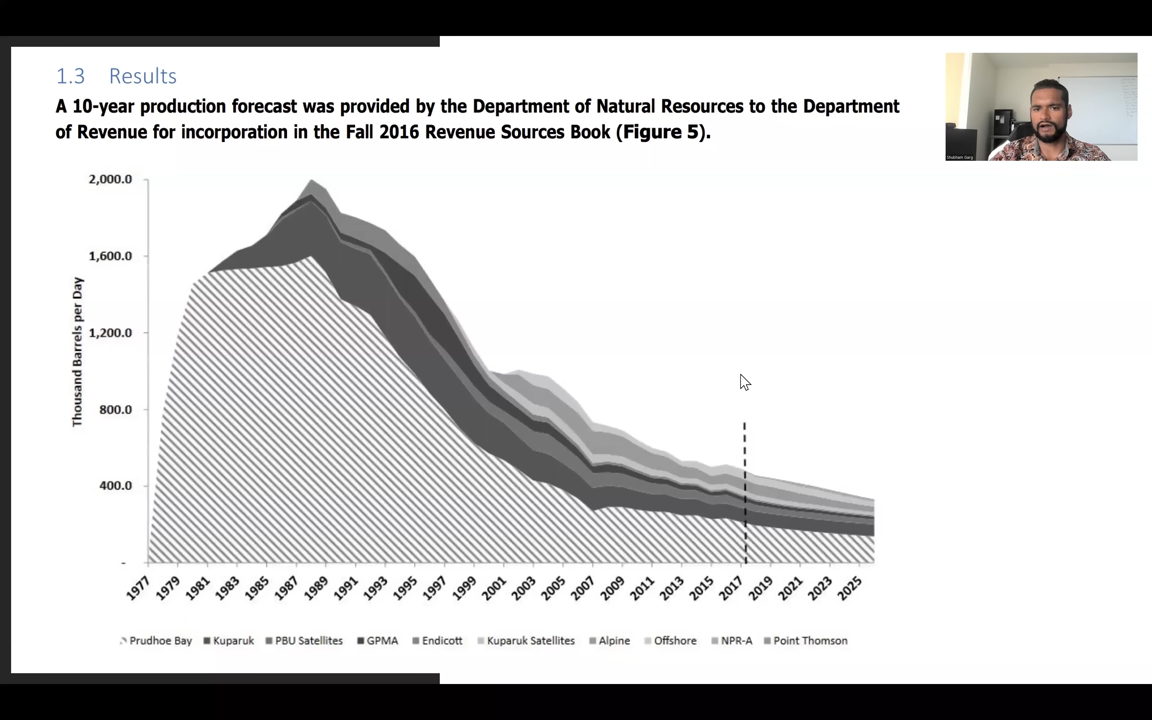 1.3 Results
A 10-year production forecast was provided by the Department of Natural Resources to the Department
of Revenue for incorporation in the Fall 2016 Revenue Sources Book (Figure 5).
Shubham Garg
Thousand Barrels per Day
2,000.0
1,600.0
1,200.0
800.0
400.0
-
1977 1979 1981 1983 1985 1987 1989 1991 1993 1995 1997 1999 2001 2003 2005 2007 2009 2011 2013 2015 2017 2019 2021 2023 2025
Prudhoe Bay Kuparuk PBU Satellites GPMA Endicott Kuparuk Satellites Alpine Offshore NPR-A Point Thomson